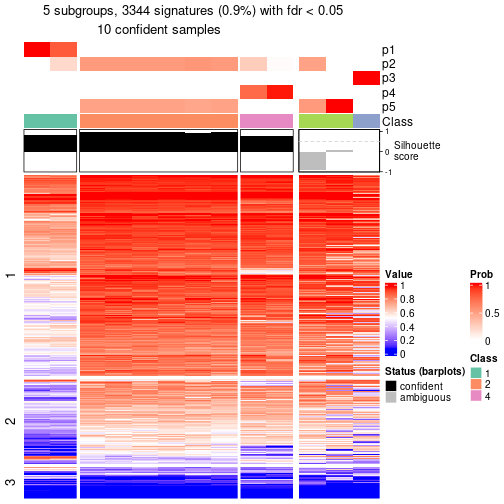 5 subgroups, 3344 signatures (0.9%) with fdr < 0.05
10 confident samples
p1
p2
p3
p4
p5
Class
1
0
-1
Silhouette
score
1
2
3
Value
1
0.8
0.6
0.4
0.2
0
Status (barplots)
confident
ambiguous
Prob
1
0.5
0
Class
1
2
4